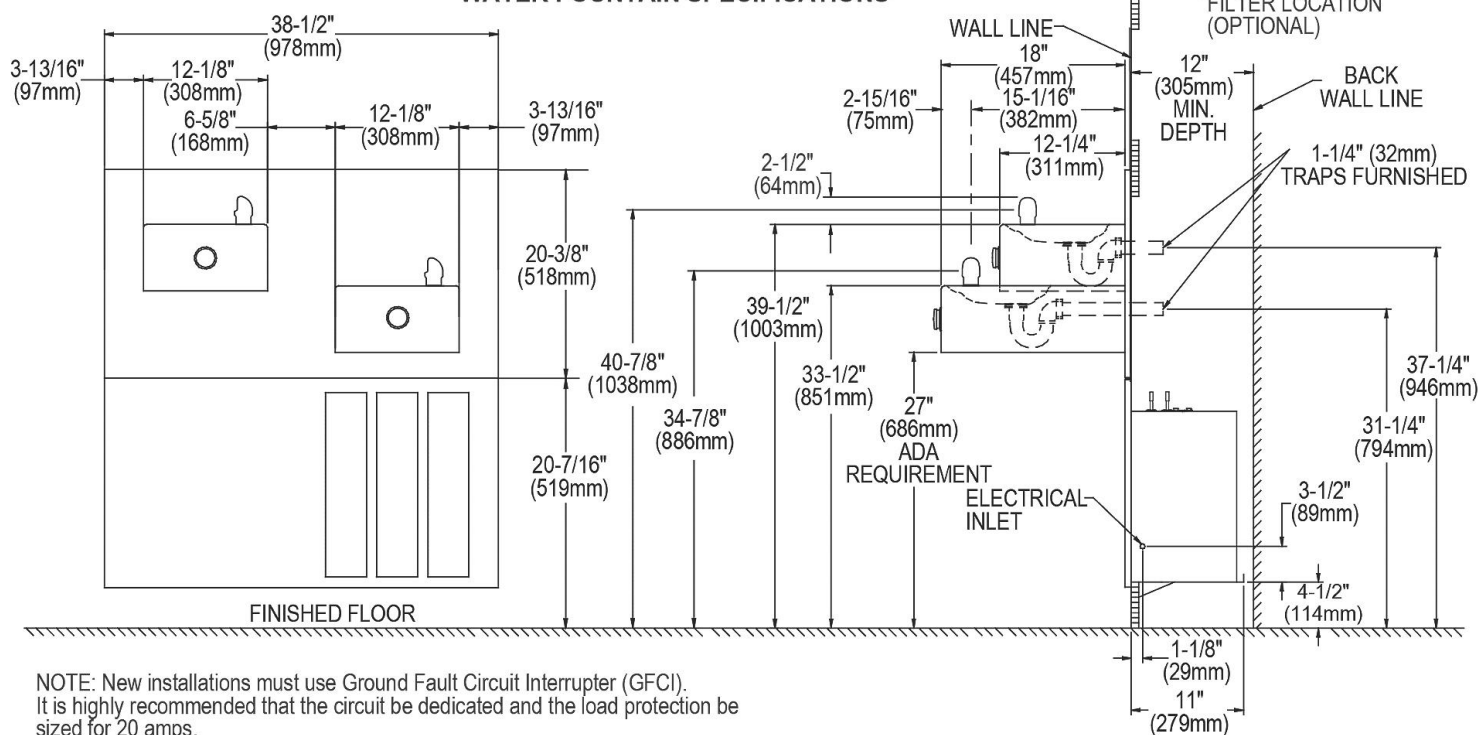 WATER FOUNTAIN SPECIFICATIONS
FILTER LOCATION
(OPTIONAL)
38-1/2"
(978mm)
3-13/16"
(97mm)
12-1/8"
(308mm)
6-5/8"
(168mm)
12-1/8"
(308mm)
3-13/16"
(97mm)
20-3/8"
(518mm)
20-7/16"
(519mm)
FINISHED FLOOR
WALL LINE
18"
(457mm)
2-15/16"
(75mm)
15-1/16"
(382mm)
12-1/4"
(311mm)
2-1/2"
(64mm)
12"
(305mm)
MIN.
DEPTH
BACK
WALL LINE
1-1/4" (32mm)
TRAPS FURNISHED
40-7/8"
(1038mm)
34-7/8"
(886mm)
39-1/2"
(1003mm)
33-1/2"
(851mm)
27"
(686mm)
ADA
REQUIREMENT
ELECTRICAL
INLET
37-1/4"
(946mm)
31-1/4"
(794mm)
3-1/2"
(89mm)
4-1/2"
(114mm)
1-1/8"
(29mm)
11"
(279mm)
NOTE: New installations must use Ground Fault Circuit Interrupter (GFCI).
It is highly recommended that the circuit be dedicated and the load protection be
sized for 20 amps.